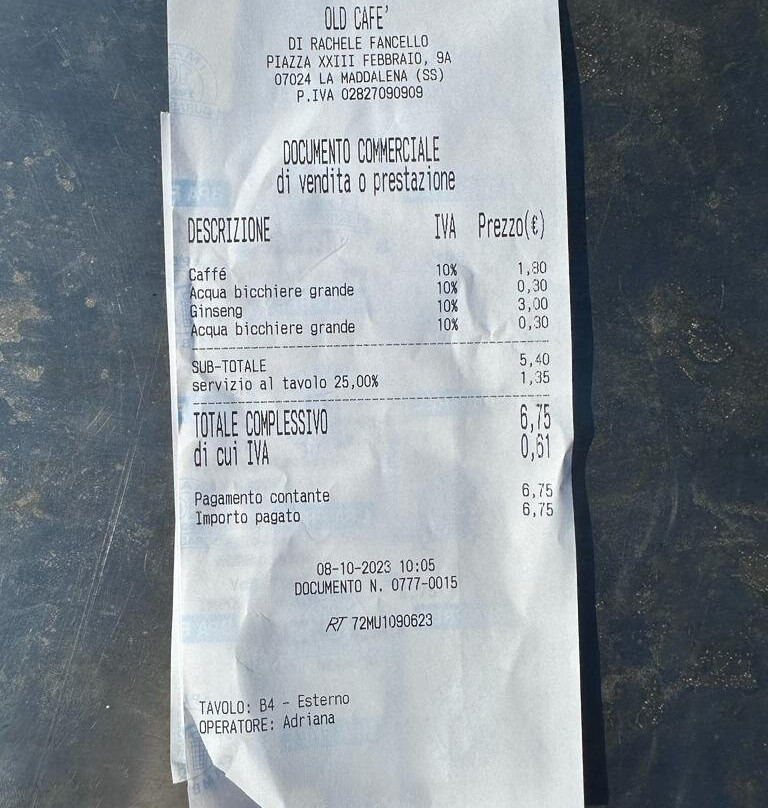 OLD CAFE'
DI RACHELE FANCELLO
PIAZZA XXIII FEBBRAIO, 9A
07024 LA MADDALENA (SS)
P.IVA 02827090909
DOCUMENTO COMMERCIALE
di vendita o prestazione
DESCRIZIONE IVA Prezzo(€)
Caffé 10% 1,80
Acqua bicchiere grande 10% 0,30
Ginseng 10% 3,00
Acqua bicchiere grande 10% 0,30
SUB-TOTALE 5,40
servizio al tavolo 25,00% 1,35
TOTALE COMPLESSIVO 6,75
di cui IVA 0,61
Pagamento contante 6,75
Importo pagato 6,75
08-10-2023 10:05
DOCUMENTO N. 0777-0015
RT 72MU1090623
TAVOLO: B4 - Esterno
OPERATORE: Adriana